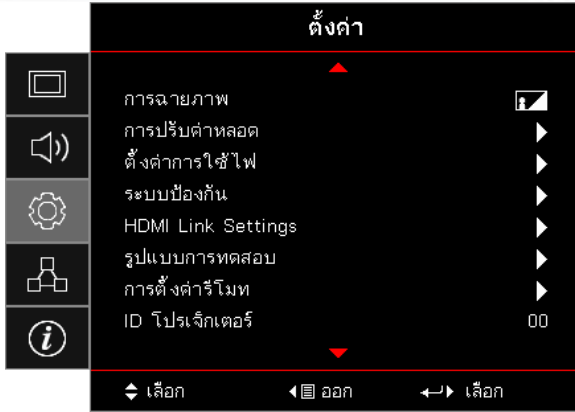 ตั้งค่า
การฉายภาพ
การปรับค่าหลอด
ตั้งค่าการใช้ไฟ
ระบบป้องกัน
HDMI Link Settings
รูปแบบการทดสอบ
การตั้งค่ารีโมท
ID โปรเจ็กเตอร์ 00
เลือก ออก เลือก